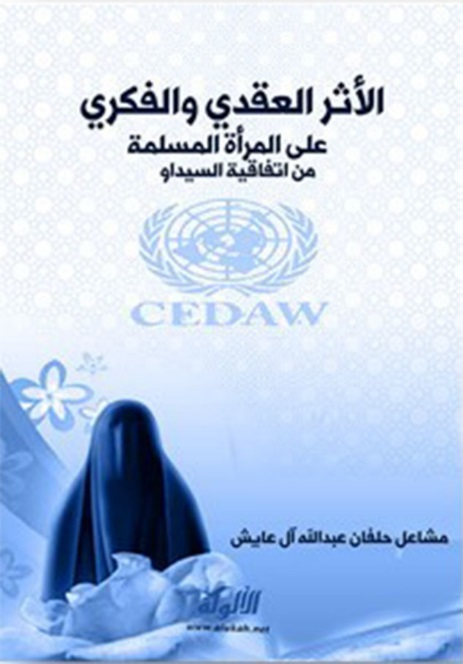 الأثر العقدي والفكري
على المرأة المسلمة
من اتفاقية السيداو
CEDAW
مشاعل حلفان عبدالله آل عايش
الألوكة
www.alukah.net